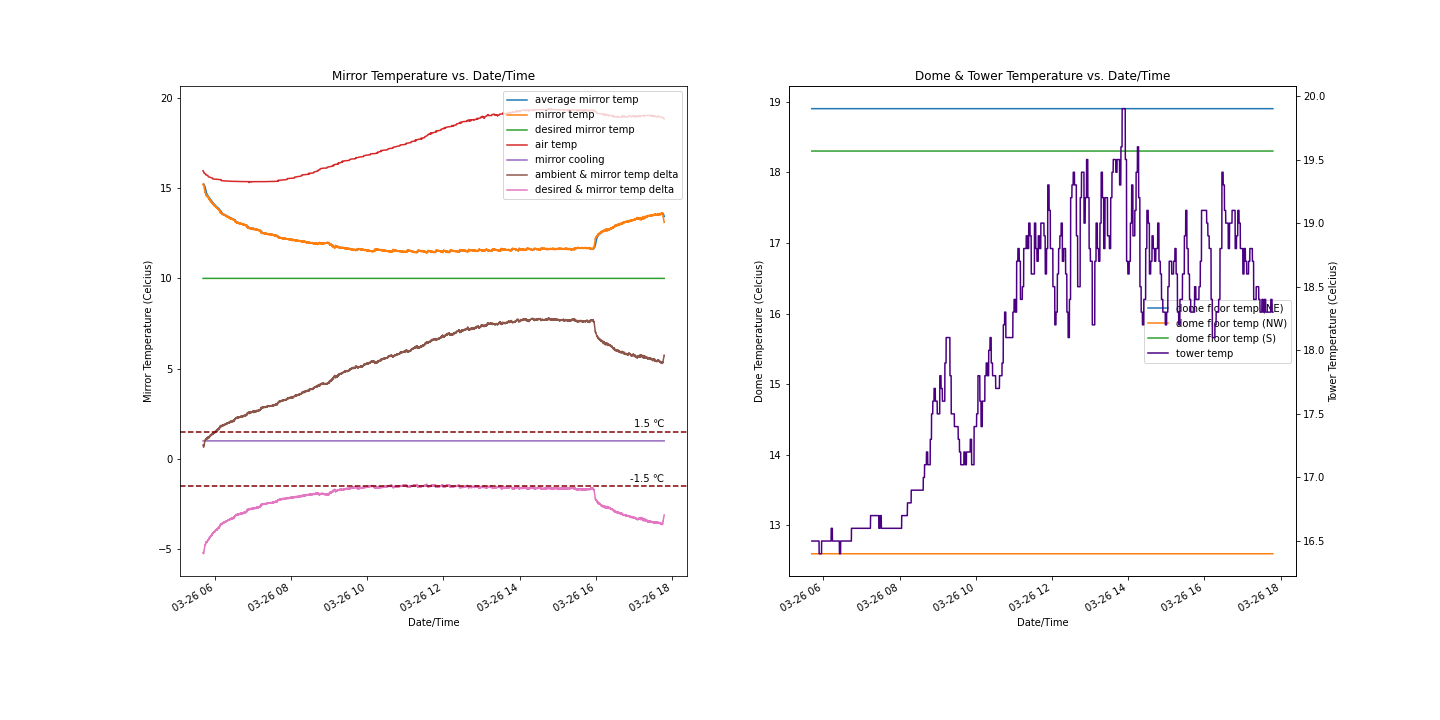 Mirror Temperature vs. Date/Time
Mirror Temperature (Celcius)
20
15
10
5
0
−5
average mirror temp
mirror temp
desired mirror temp
air temp
mirror cooling
ambient & mirror temp delta
desired & mirror temp delta
1.5 °C
-1.5 °C
03-26 06
03-26 08
03-26 10
03-26 12
03-26 14
03-26 16
03-26 18
Date/Time
Dome & Tower Temperature vs. Date/Time
Dome Temperature (Celcius)
19
18
17
16
15
14
13
dome floor temp (NE)
dome floor temp (NW)
dome floor temp (S)
tower temp
20.0
19.5
19.0
18.5
18.0
17.5
17.0
16.5
Tower Temperature (Celcius)
03-26 06
03-26 08
03-26 10
03-26 12
03-26 14
03-26 16
03-26 18
Date/Time